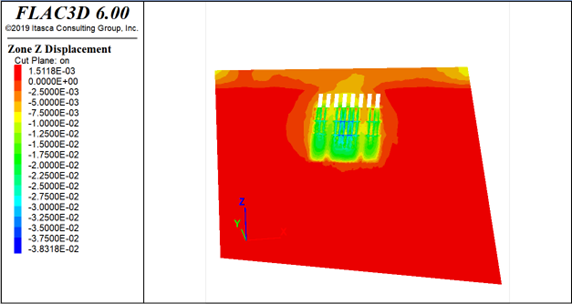 FLAC3D 6.00
©2019 Itasca Consulting Group, Inc.
Zone Z Displacement
Cut Plane: on
1.5118E-03
0.0000E+00
-2.5000E-03
-5.0000E-03
-7.5000E-03
-1.0000E-02
-1.2500E-02
-1.5000E-02
-1.7500E-02
-2.0000E-02
-2.2500E-02
-2.5000E-02
-2.7500E-02
-3.0000E-02
-3.2500E-02
-3.5000E-02
-3.7500E-02
-3.8318E-02
Z
Y